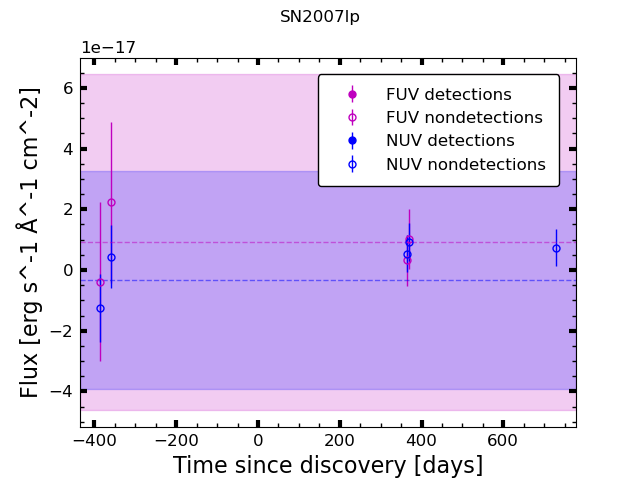 SN2007lp
1e−17
6
4
2
0
−2
−4
Flux [erg s^-1 Å^-1 cm^-2]
FUV detections
FUV nondetections
NUV detections
NUV nondetections
−400 −200 0 200 400 600
Time since discovery [days]